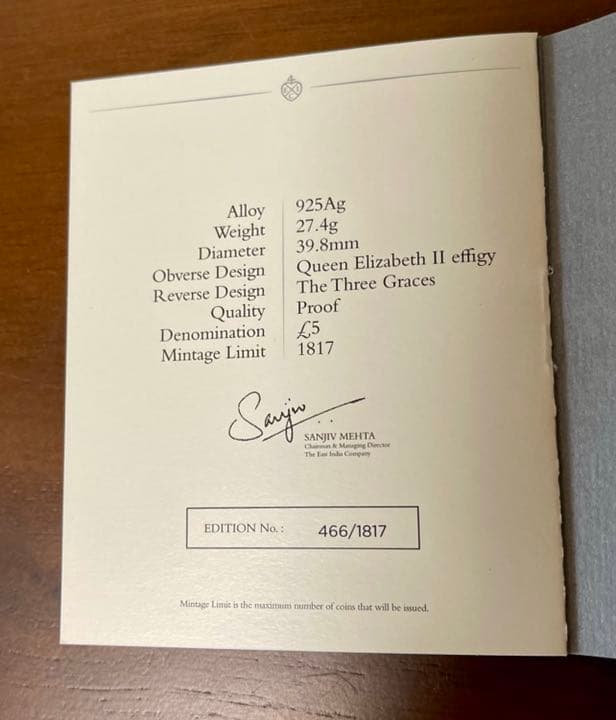 Alloy 925Ag
Weight 27.4g
Diameter 39.8mm
Obverse Design Queen Elizabeth II effigy
Reverse Design The Three Graces
Quality Proof
Denomination £5
Mintage Limit 1817
Sanjiv
SANJIV MEHTA
Chairman & Managing Director
The East India Company
EDITION No.: 466/1817
Mintage Limit is the maximum number of coins that will be issued.